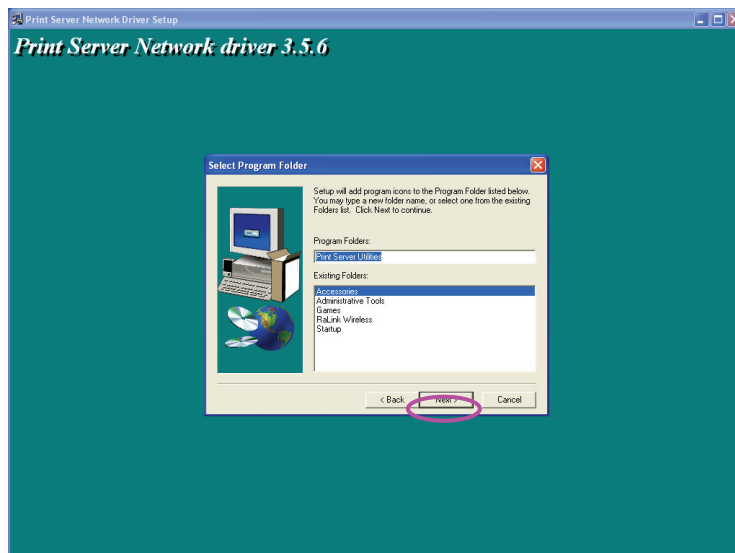 Print Server Network Driver Setup
Print Server Network driver 3.5.6
Select Program Folder
Setup will add program icons to the Program Folder listed below.
You may type a new folder name, or select one from the existing
Folders list. Click Next to continue.
Program Folders:
Print Server Utilities
Existing Folders:
Accessories
Administrative Tools
Games
RaLink Wireless
Startup
< Back
Next >
Cancel